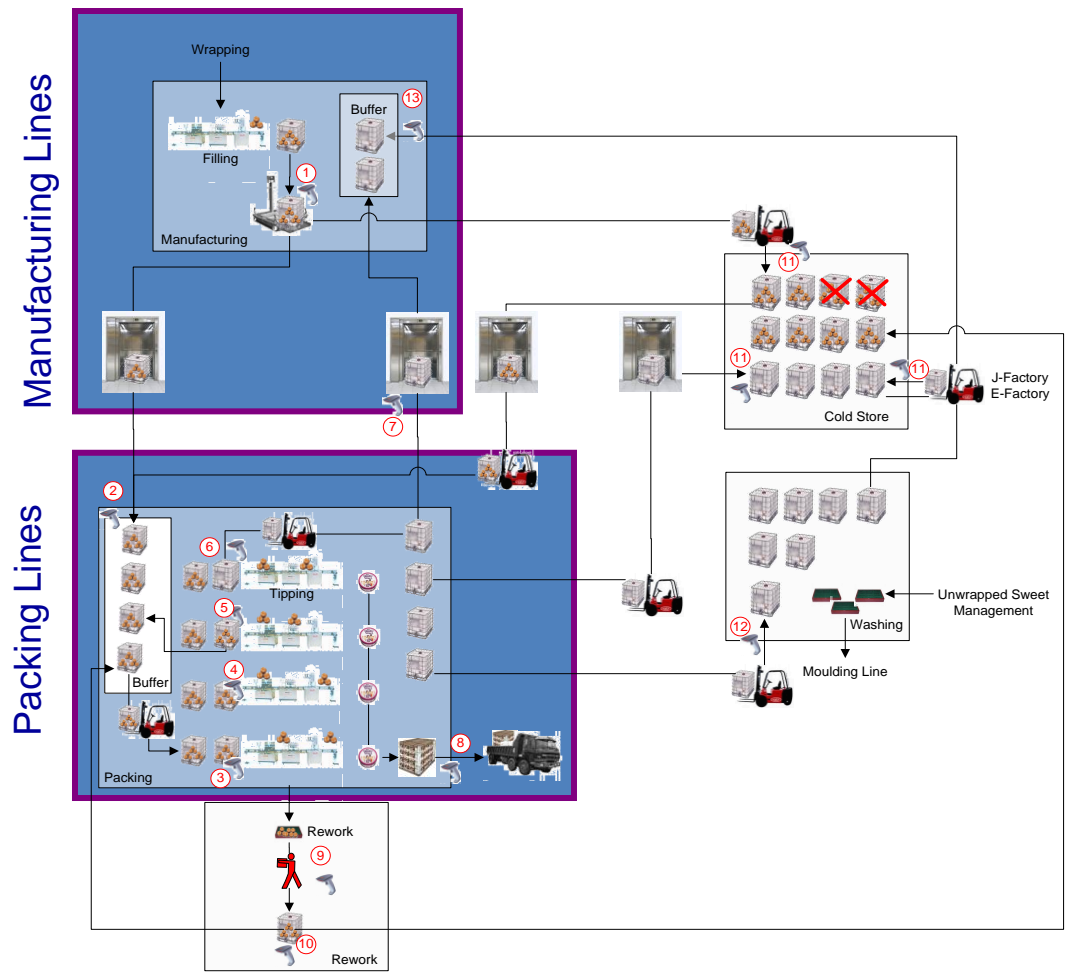 Manufacturing Lines
Wrapping
Buffer
13
Filling
1
Manufacturing
11
11
11
J-Factory
E-Factory
Cold Store
7
Packing Lines
2
6
Tipping
5
Unwrapped Sweet
Management
Washing
12
4
Moulding Line
Buffer
8
3
Packing
Rework
9
10
Rework